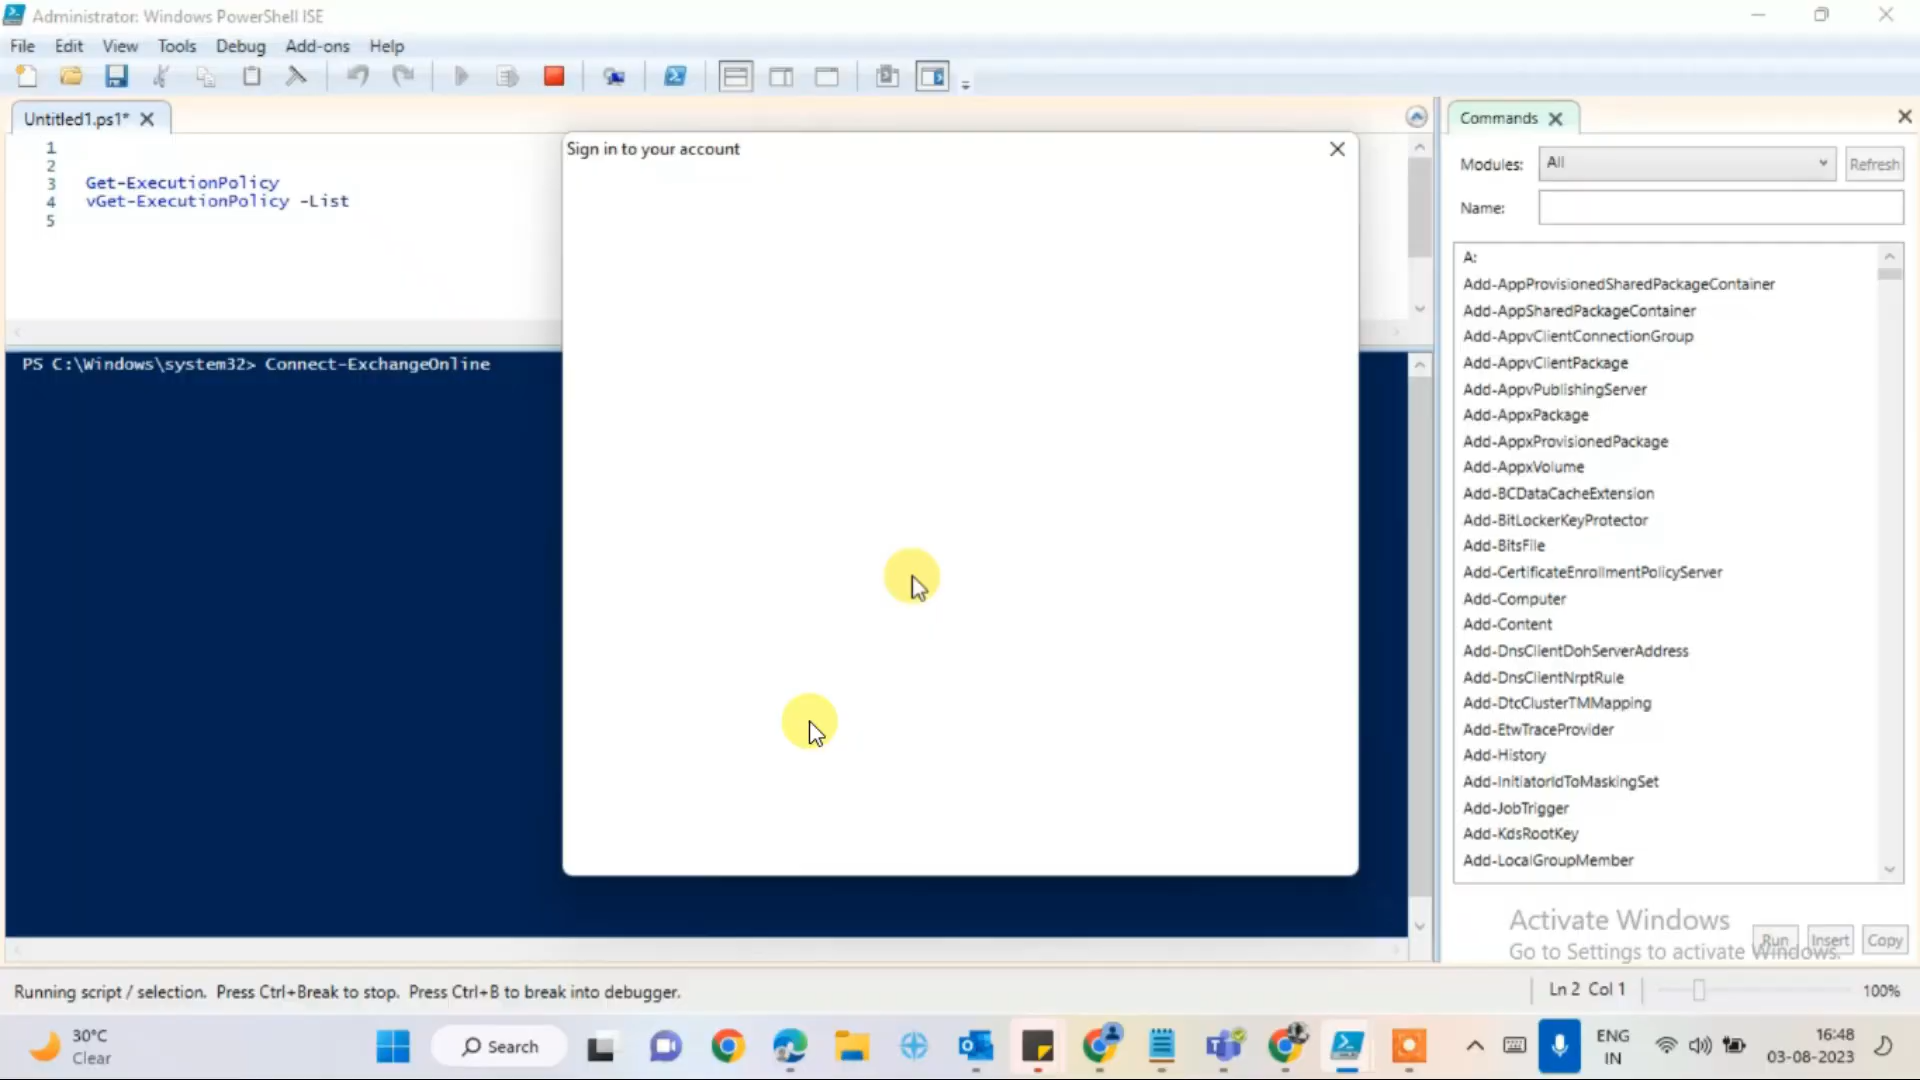 Administrator: Windows PowerShell ISE
File Edit View Tools Debug Add-ons Help
Untitled1.ps1*
1
2
3 Get-ExecutionPolicy
4 vGet-ExecutionPolicy -List
5
PS C:\Windows\system32> Connect-ExchangeOnline
Sign in to your account
Commands
Modules: All Refresh
Name:
A:
Add-AppProvisionedSharedPackageContainer
Add-AppSharedPackageContainer
Add-AppvClientConnectionGroup
Add-AppvClientPackage
Add-AppvPublishingServer
Add-AppxPackage
Add-AppxProvisionedPackage
Add-AppxVolume
Add-BCDataCacheExtension
Add-BitLockerKeyProtector
Add-BitsFile
Add-CertificateEnrollmentPolicyServer
Add-Computer
Add-Content
Add-DnsClientDohServerAddress
Add-DnsClientNrptRule
Add-DtcClusterTMMapping
Add-EtwTraceProvider
Add-History
Add-InitiatorIdToMaskingSet
Add-JobTrigger
Add-KdsRootKey
Add-LocalGroupMember
Run Insert Copy
Activate Windows
Go to Settings to activate Windows.
Running script / selection. Press Ctrl+Break to stop. Press Ctrl+B to break into debugger.
Ln 2 Col 1 100%
30°C
Clear
Search
ENG
IN
16:48
03-08-2023